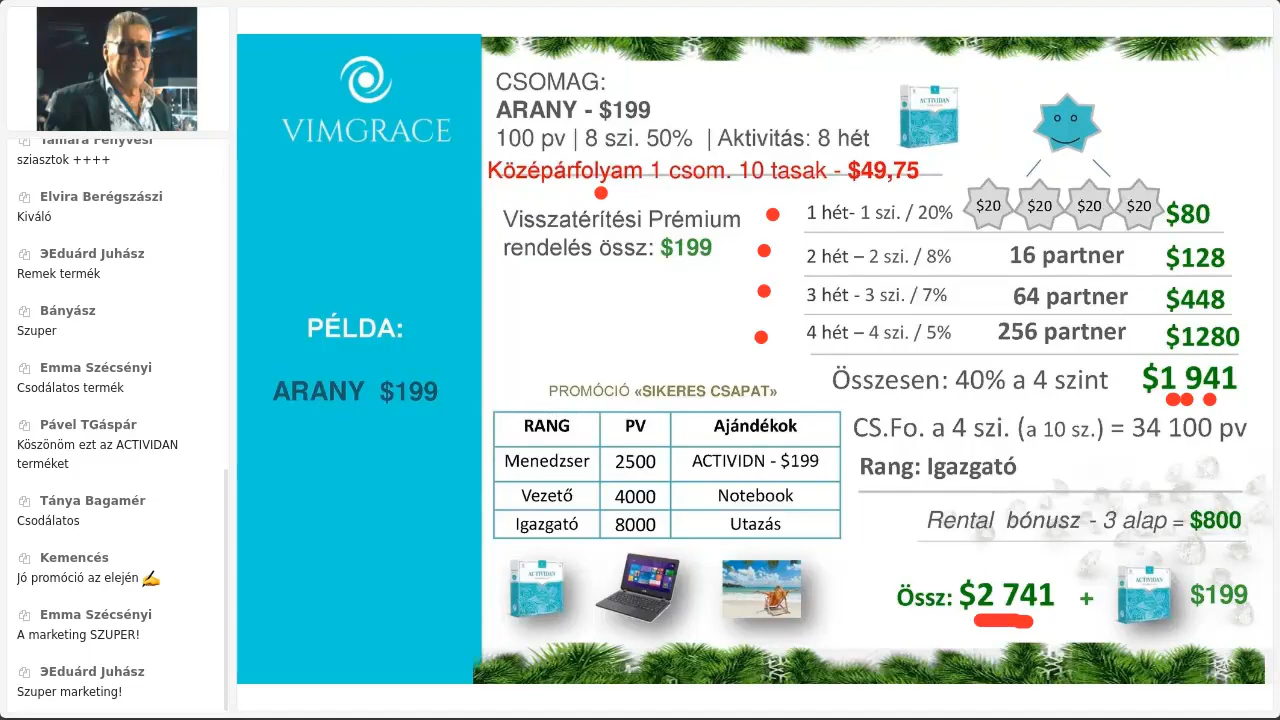 Tamara Fenyvesi
sziasztok ++++
Elvira Berégszászi
Kiváló
ЭEduárd Juhász
Remek termék
Bányász
Szuper
Emma Szécsényi
Csodálatos termék
Pável TGáspár
Köszönöm ezt az ACTIVIDAN
terméket
Tánya Bagamér
Csodálatos
Kemencés
Jó promóció az elején ✍
Emma Szécsényi
A marketing SZUPER!
ЭEduárd Juhász
Szuper marketing!
VIMGRACE
PÉLDA:
ARANY $199
CSOMAG:
ARANY - $199
100 pv | 8 szi. 50% | Aktivitás: 8 hét
Középárfolyam 1 csom. 10 tasak - $49,75
Visszatérítési Prémium
rendelés össz: $199
ACTIVIDAN
$20 $20 $20 $20
1 hét- 1 szi. / 20% $80
2 hét – 2 szi. / 8% 16 partner $128
3 hét - 3 szi. / 7% 64 partner $448
4 hét – 4 szi. / 5% 256 partner $1280
Összesen: 40% a 4 szint $1 941
CS.Fo. a 4 szi. (a 10 sz.) = 34 100 pv
Rang: Igazgató
Rental bónusz - 3 alap = $800
Össz: $2 741 + $199
ACTIVIDAN
PROMÓCIÓ «SIKERES CSAPAT»
RANG PV Ajándékok
Menedzser 2500 ACTIVIDN - $199
Vezető 4000 Notebook
Igazgató 8000 Utazás
ACTIVIDAN